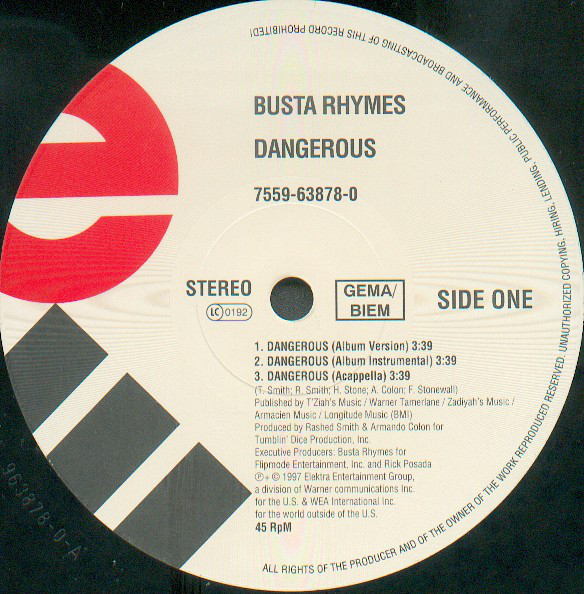 BUSTA RHYMES
DANGEROUS
7559-63878-0
STEREO
LC 0192
GEMA/
BIEM
SIDE ONE
1. DANGEROUS (Album Version) 3:39
2. DANGEROUS (Album Instrumental) 3:39
3. DANGEROUS (Acappella) 3:39
(T. Smith; R. Smith; H. Stone; A. Colon; F. Stonewall)
Published by T'Ziah's Music / Warner Tamerlane / Zadiyah's Music /
Armacien Music / Longitude Music (BMI)
Produced by Rashed Smith & Armando Colon for
Tumblin' Dice Production, Inc.
Executive Producers: Busta Rhymes for
Flipmode Entertainment, Inc. and Rick Posada
℗ + © 1997 Elektra Entertainment Group,
a division of Warner communications Inc.
for the U.S. & WEA International Inc.
for the world outside of the U.S.
45 RpM
ALL RIGHTS OF THE PRODUCER AND OF THE OWNER OF THE WORK REPRODUCED RESERVED. UNAUTHORIZED COPYING, HIRING, LENDING, PUBLIC PERFORMANCE AND BROADCASTING OF THIS RECORD PROHIBITED!
963878-0-A